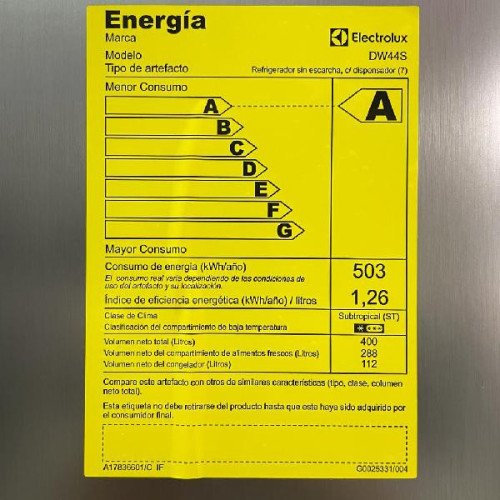 Energía
Marca Electrolux
Modelo DW44S
Tipo de artefacto Refrigerador sin escarcha, c/ dispensador (7)
Menor Consumo
A A
B
C
D
E
F
G
Mayor Consumo
Consumo de energía (kWh/año) 503
El consumo real varía dependiendo de las condiciones de
uso del artefacto y su localización.
Índice de eficiencia energética (kWh/año) / litros 1,26
Clase de Clima Subtropical (ST)
Clasificación del compartimiento de baja temperatura
Volumen neto total (Litros) 400
Volumen neto del compartimiento de alimentos frescos (Litros) 288
Volumen neto del congelador (Litros) 112
Compare este artefacto con otros de similares características (tipo, clase, volumen
neto total).
Esta etiqueta no debe retirarse del producto hasta que este haya sido adquirido por
el consumidor final.
A17836601/C IF G0025331/004